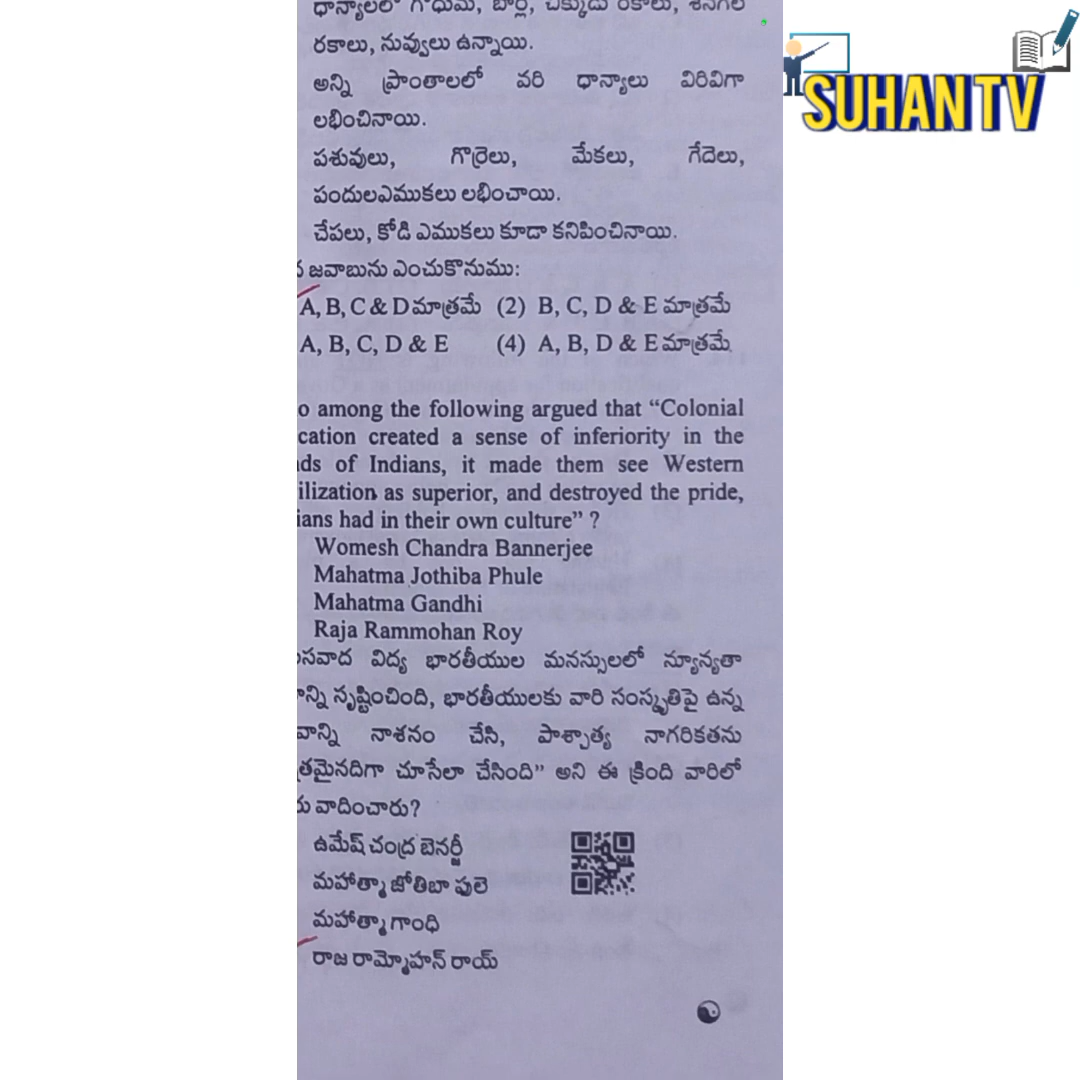 ధాన్యాలలో గోధుమ, బార్లీ, చిక్కుడు రకాలు, శనగల
రకాలు, నువ్వులు ఉన్నాయి.
అన్ని ప్రాంతాలలో వరి ధాన్యాలు విరివిగా
లభించినాయి.
పశువులు, గొర్రెలు, మేకలు, గేదెలు,
పందులఎముకలు లభించాయి.
చేపలు, కోడి ఎముకలు కూడా కనిపించినాయి.
జవాబును ఎంచుకొనుము:
A, B, C & D మాత్రమే (2) B, C, D & E మాత్రమే
A, B, C, D & E (4) A, B, D & E మాత్రమే
o among the following argued that “Colonial
cation created a sense of inferiority in the
ds of Indians, it made them see Western
ilization as superior, and destroyed the pride,
ians had in their own culture” ?
Womesh Chandra Bannerjee
Mahatma Jothiba Phule
Mahatma Gandhi
Raja Rammohan Roy
సవాద విద్య భారతీయుల మనస్సులలో న్యూన్యతా
న్ని సృష్టించింది, భారతీయులకు వారి సంస్కృతిపై ఉన్న
వాన్ని నాశనం చేసి, పాశ్చాత్య నాగరికతను
తమైనదిగా చూసేలా చేసింది” అని ఈ క్రింది వారిలో
రు వాదించారు?
ఉమేష్ చంద్ర బెనర్జీ
మహాత్మా జోతిబా ఫులె
మహాత్మా గాంధి
రాజ రామ్మోహన్ రాయ్
SUHAN TV